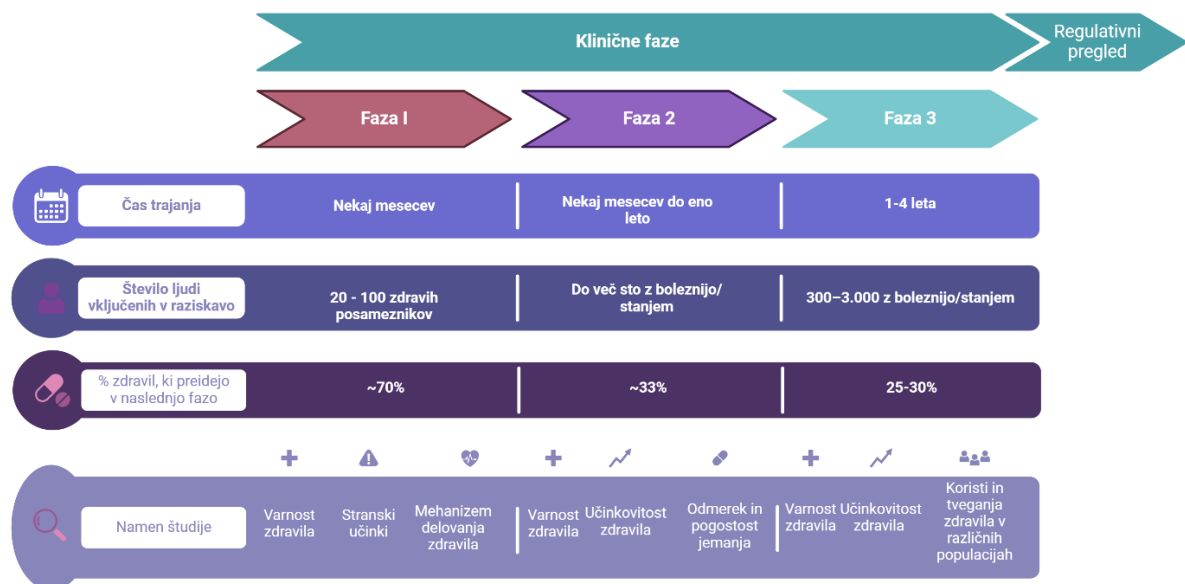 Klinične faze
Regulativni
pregled
Faza I
Faza 2
Faza 3
Čas trajanja
Nekaj mesecev
Nekaj mesecev do eno
leto
1-4 leta
Število ljudi
vključenih v raziskavo
20 - 100 zdravih
posameznikov
Do več sto z boleznijo/
stanjem
300–3.000 z boleznijo/stanjem
% zdravil, ki preidejo
v naslednjo fazo
~70%
~33%
25-30%
Namen študije
Varnost
zdravila
Stranski
učinki
Mehanizem
delovanja
zdravila
Varnost
zdravila
Učinkovitost
zdravila
Odmerek in
pogostost
jemanja
Varnost
zdravila
Učinkovitost
zdravila
Koristi in
tveganja
zdravila v
različnih
populacijah